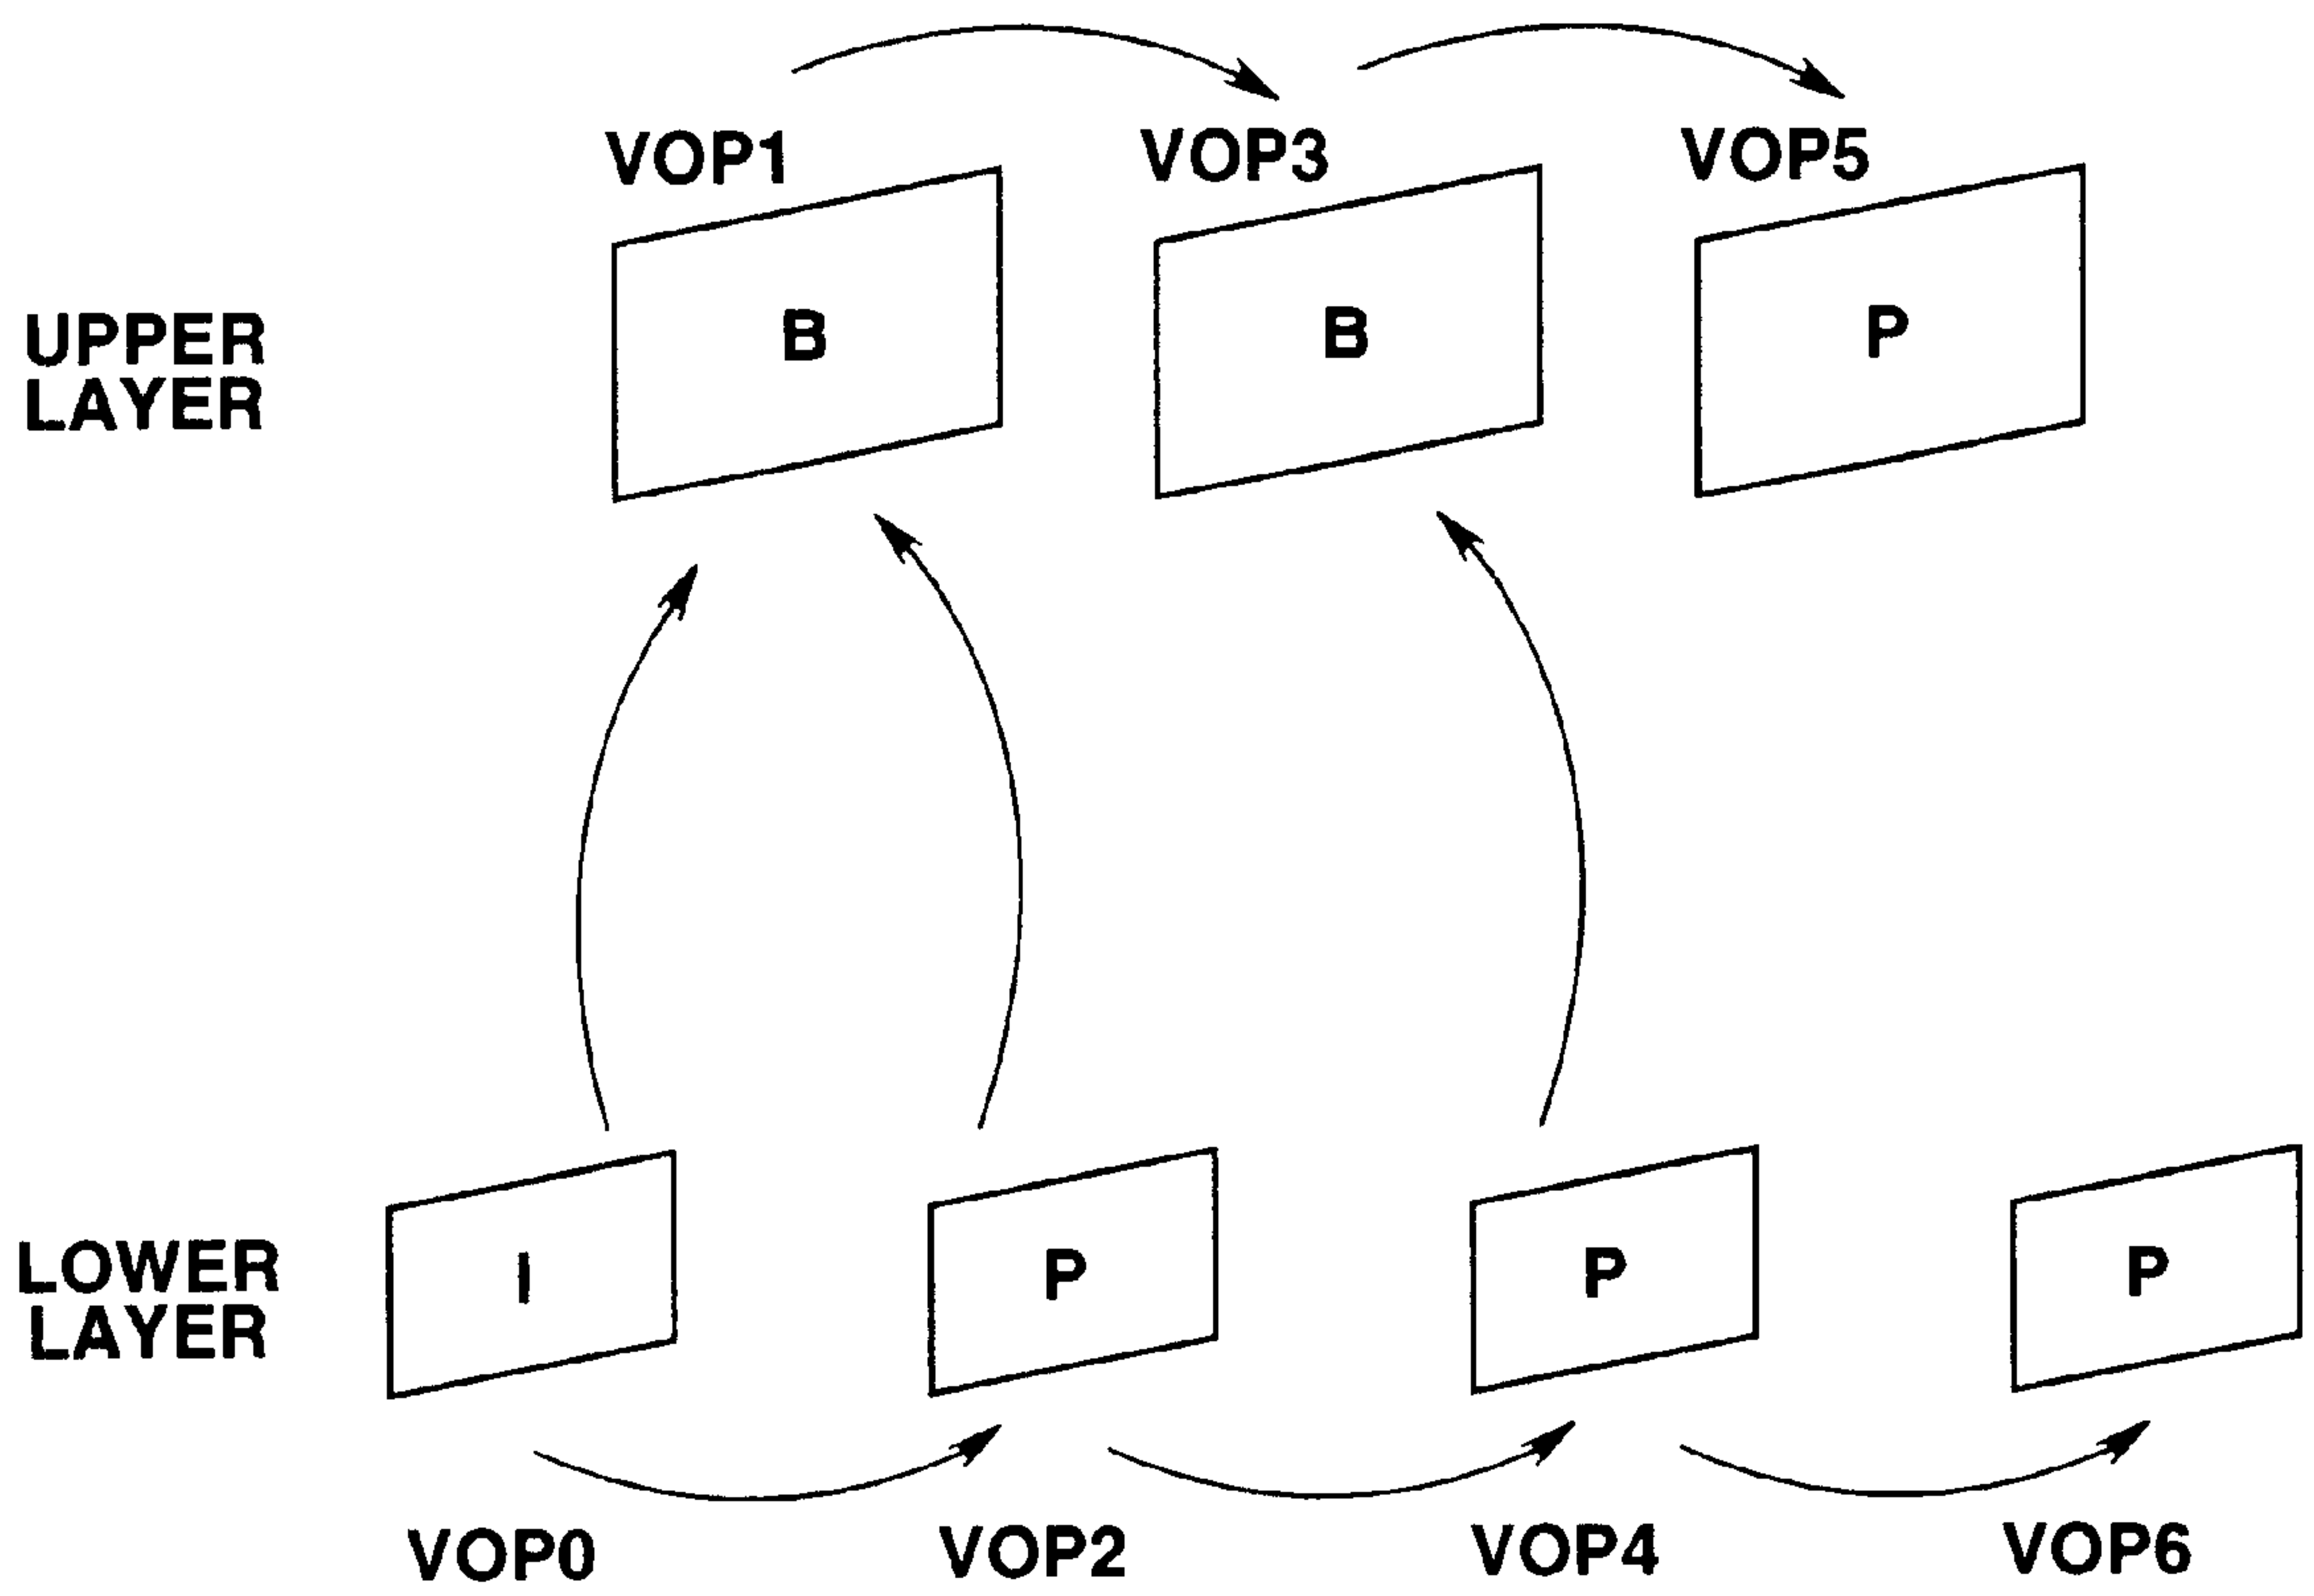 VOP1 VOP3 VOP5
B B P
UPPER
LAYER
I P P P
LOWER
LAYER
VOP0 VOP2 VOP4 VOP6